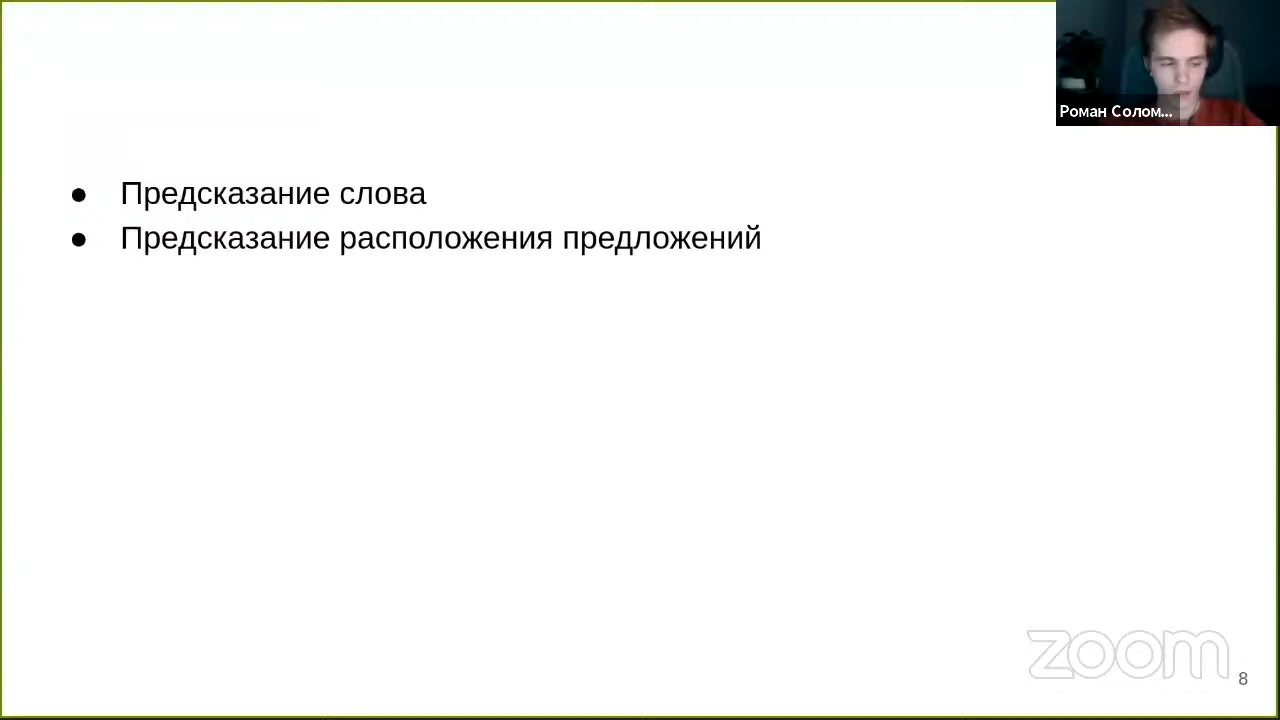 Роман Солом...
● Предсказание слова
● Предсказание расположения предложений
zoom
8